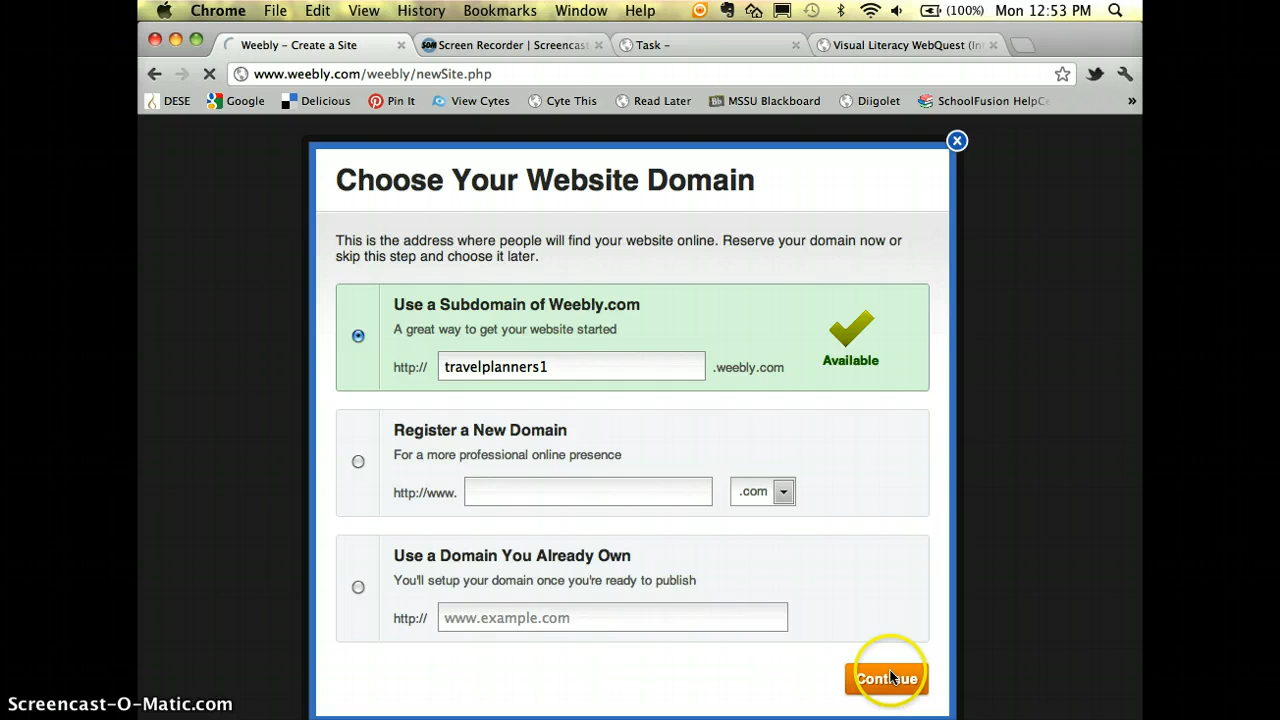 Chrome File Edit View History Bookmarks Window Help (100%) Mon 12:53 PM
Weebly - Create a Site
SOM Screen Recorder | Screencast
Task –
Visual Literacy WebQuest (In
www.weebly.com/weebly/newSite.php
DESE Google Delicious Pin It View Cytes Cyte This Read Later Bb MSSU Blackboard Diigolet SchoolFusion HelpCe »
Choose Your Website Domain
This is the address where people will find your website online. Reserve your domain now or
skip this step and choose it later.
Use a Subdomain of Weebly.com
A great way to get your website started
http:// travelplanners1 .weebly.com
Available
Register a New Domain
For a more professional online presence
http://www. .com
Use a Domain You Already Own
You'll setup your domain once you're ready to publish
http:// www.example.com
Continue
Screencast-O-Matic.com